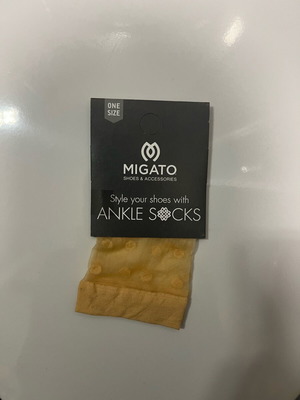 ONE
SIZE
MIGATO
SHOES & ACCESSORIES
Style your shoes with
ANKLE SOCKS